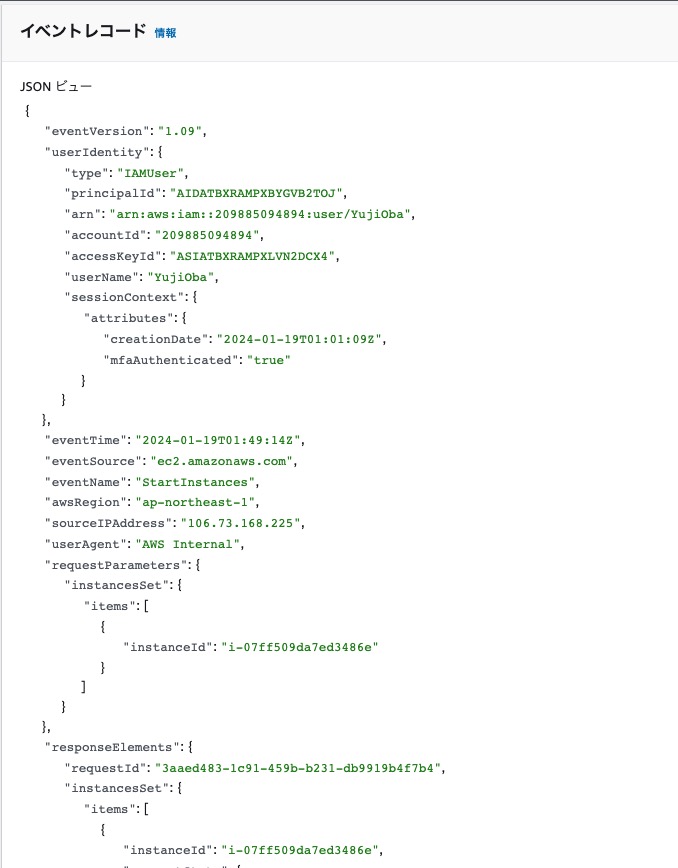 イベントレコード 情報
JSON ビュー
{
"eventVersion": "1.09",
"userIdentity": {
"type": "IAMUser",
"principalId": "AIDATBXRAMPXBYGVB2TOJ",
"arn": "arn:aws:iam::209885094894:user/YujiOba",
"accountId": "209885094894",
"accessKeyId": "ASIATBXRAMPXLVN2DCX4",
"userName": "YujiOba",
"sessionContext": {
"attributes": {
"creationDate": "2024-01-19T01:01:09Z",
"mfaAuthenticated": "true"
}
}
},
"eventTime": "2024-01-19T01:49:14Z",
"eventSource": "ec2.amazonaws.com",
"eventName": "StartInstances",
"awsRegion": "ap-northeast-1",
"sourceIPAddress": "106.73.168.225",
"userAgent": "AWS Internal",
"requestParameters": {
"instancesSet": {
"items": [
{
"instanceId": "i-07ff509da7ed3486e"
}
]
}
},
"responseElements": {
"requestId": "3aaed483-1c91-459b-b231-db9919b4f7b4",
"instancesSet": {
"items": [
{
"instanceId": "i-07ff509da7ed3486e",